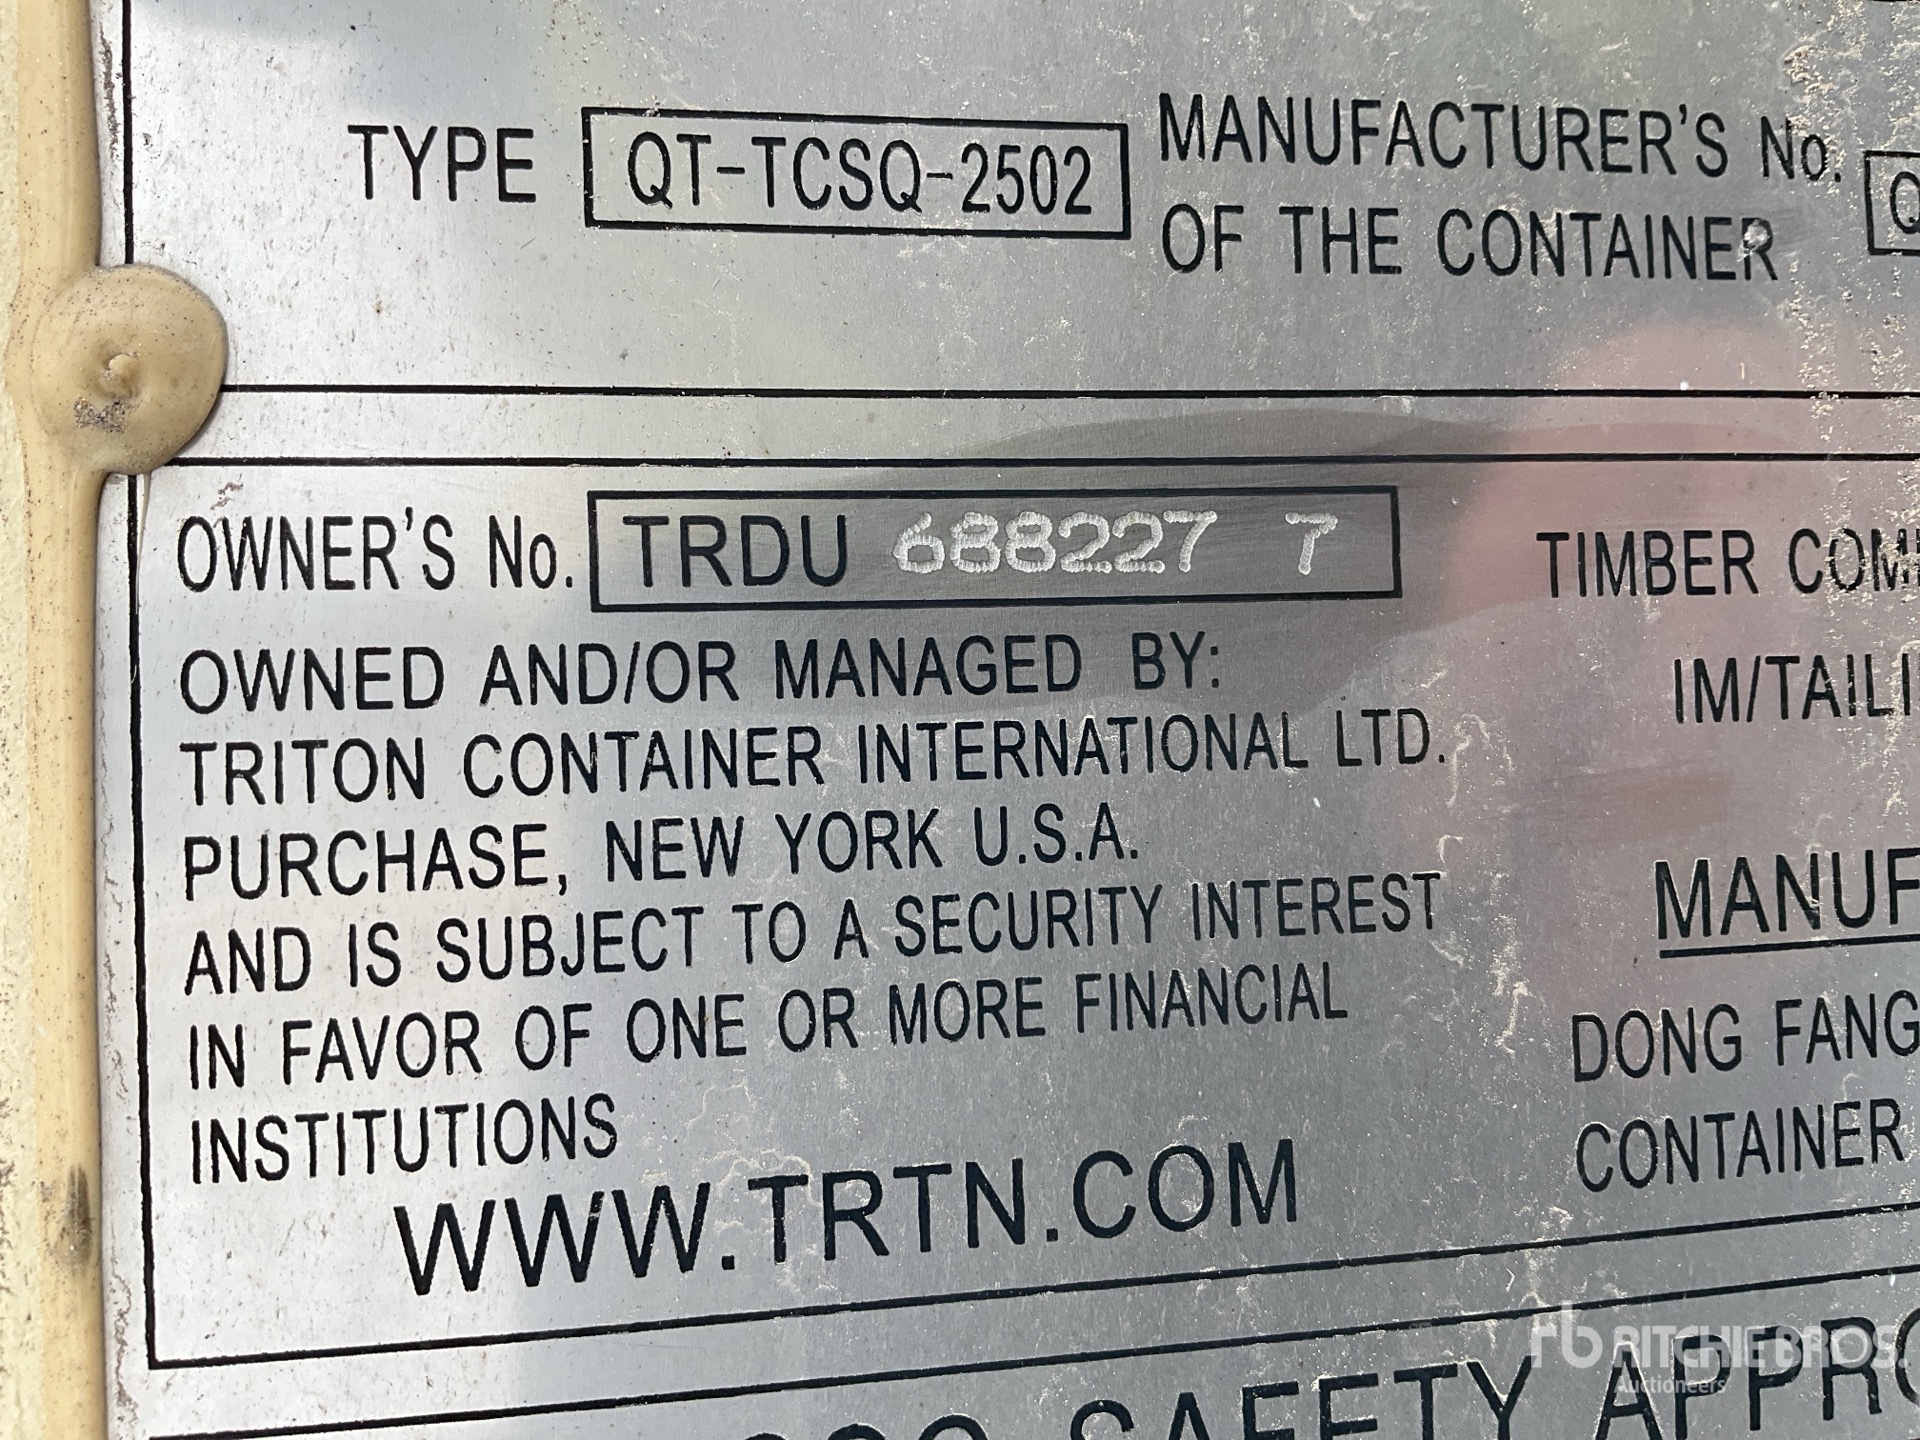 TYPE QT-TCSQ-2502 MANUFACTURER'S No.
OF THE CONTAINER
OWNER'S No. TRDU 688227 7
OWNED AND/OR MANAGED BY:
TRITON CONTAINER INTERNATIONAL LTD.
PURCHASE, NEW YORK U.S.A.
AND IS SUBJECT TO A SECURITY INTEREST
IN FAVOR OF ONE OR MORE FINANCIAL
INSTITUTIONS
WWW.TRTN.COM
TIMBER
IM/TAILI
MANUF
DONG FANG
CONTAINER
SAFETY APPRO
rb RITCHIE BROS.
Auctioneers